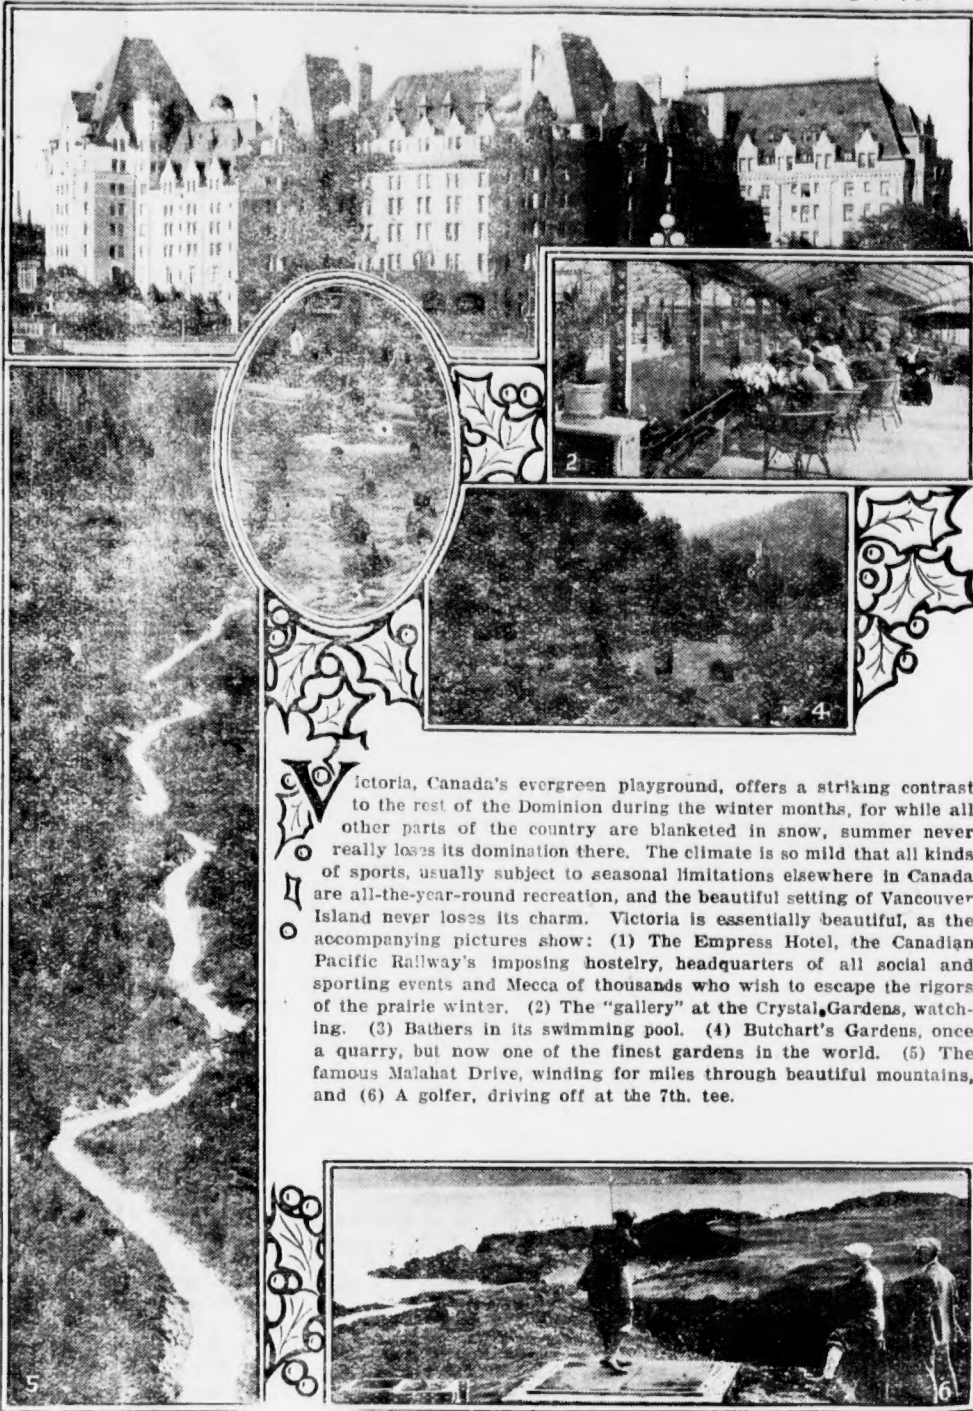 Victoria, Canada's evergreen playground, offers a striking contrast
to the rest of the Dominion during the winter months, for while all
other parts of the country are blanketed in snow, summer never
really loses its domination there. The climate is so mild that all kinds
of sports, usually subject to seasonal limitations elsewhere in Canada
are all-the-year-round recreation, and the beautiful setting of Vancouver
Island never loses its charm. Victoria is essentially beautiful, as the
accompanying pictures show: (1) The Empress Hotel, the Canadian
Pacific Railway's imposing hostelry, headquarters of all social and
sporting events and Mecca of thousands who wish to escape the rigors
of the prairie winter. (2) The "gallery" at the Crystal Gardens, watch-
ing. (3) Bathers in its swimming pool. (4) Butchart's Gardens, once
a quarry, but now one of the finest gardens in the world. (5) The
famous Malahat Drive, winding for miles through beautiful mountains,
and (6) A golfer, driving off at the 7th. tee.
2
3
4
5
6